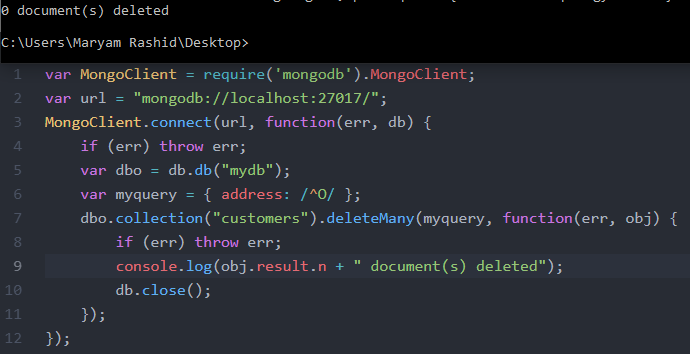 0 document(s) deleted
C:\Users\Maryam Rashid\Desktop>
1 var MongoClient = require('mongodb').MongoClient;
2 var url = "mongodb://localhost:27017/";
3 MongoClient.connect(url, function(err, db) {
4 if (err) throw err;
5 var dbo = db.db("mydb");
6 var myquery = { address: /^O/ };
7 dbo.collection("customers").deleteMany(myquery, function(err, obj) {
8 if (err) throw err;
9 console.log(obj.result.n + " document(s) deleted");
10 db.close();
11 });
12 });